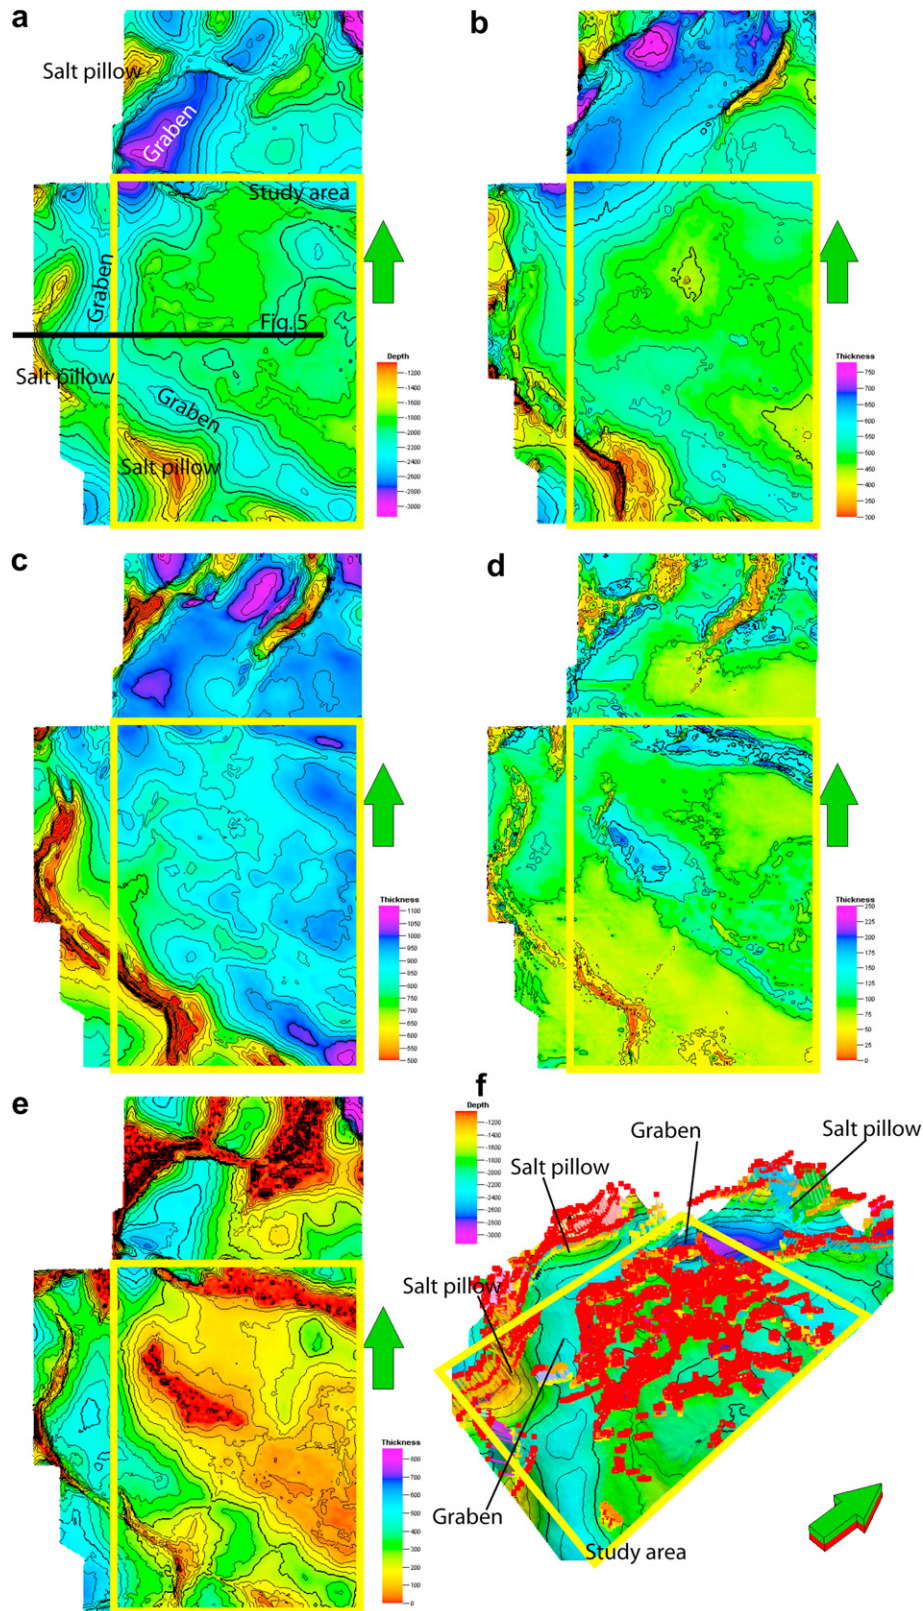 a
Salt pillow
Graben
Study area
Graben
Fig. 5
Salt pillow
Graben
Salt pillow
Depth
-1200
-1400
-1600
-1800
-2000
-2200
-2400
-2600
-2800
-3000
b
Thickness
750
700
650
600
550
500
450
400
350
300
c
Thickness
1100
1050
1000
950
900
850
800
750
700
650
600
550
500
d
Thickness
250
225
200
175
150
125
100
75
50
25
0
e
Thickness
800
700
600
500
400
300
200
100
0
f
Depth
-1200
-1400
-1600
-1800
-2000
-2200
-2400
-2600
-2800
-3000
Graben
Salt pillow
Salt pillow
Salt pillow
Graben
Study area